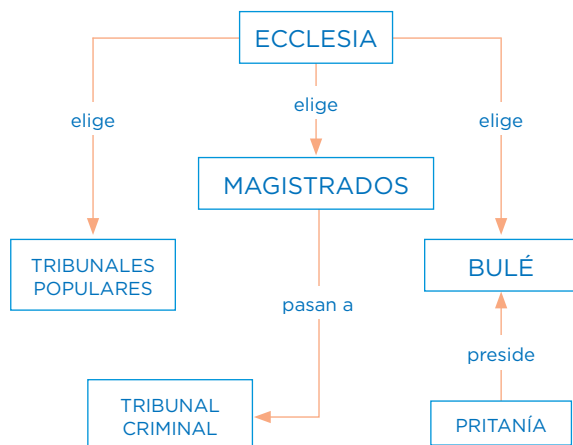 ECCLESIA
elige
elige
elige
MAGISTRADOS
TRIBUNALES
POPULARES
BULÉ
pasan a
preside
TRIBUNAL
CRIMINAL
PRITANÍA